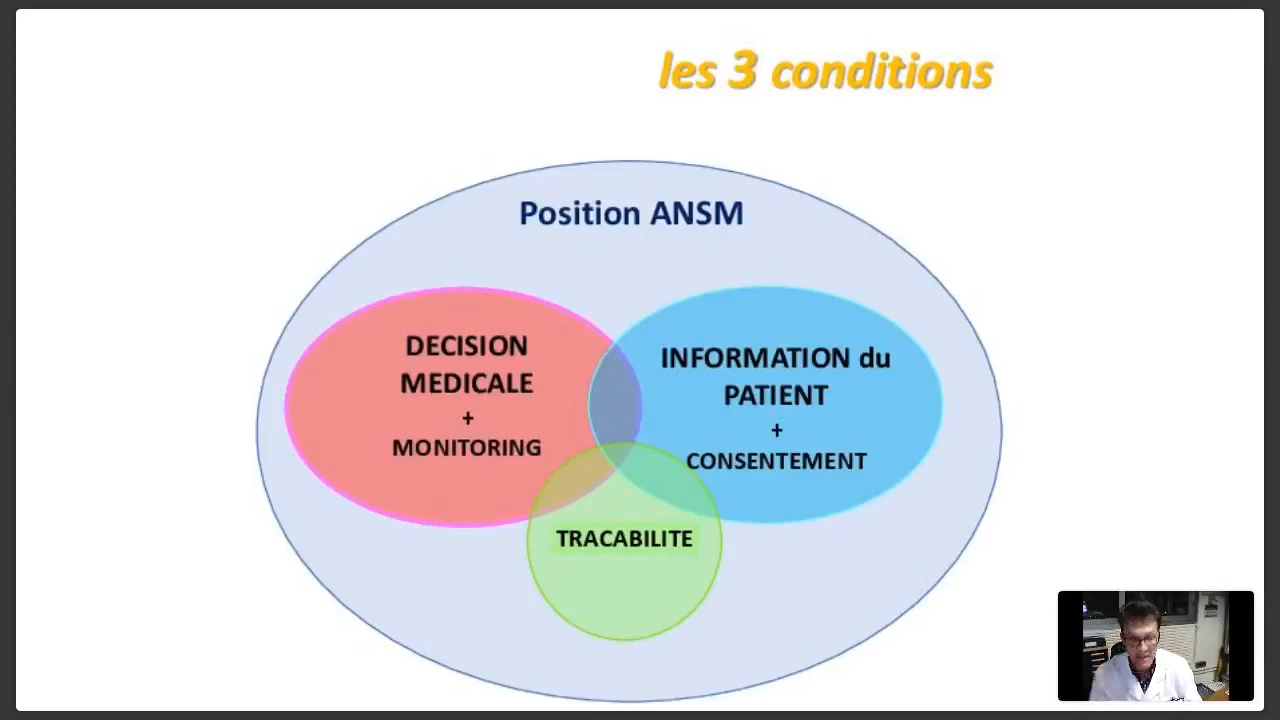 les 3 conditions
Position ANSM
DECISION
MEDICALE
+
MONITORING
INFORMATION du
PATIENT
+
CONSENTEMENT
TRACABILITE